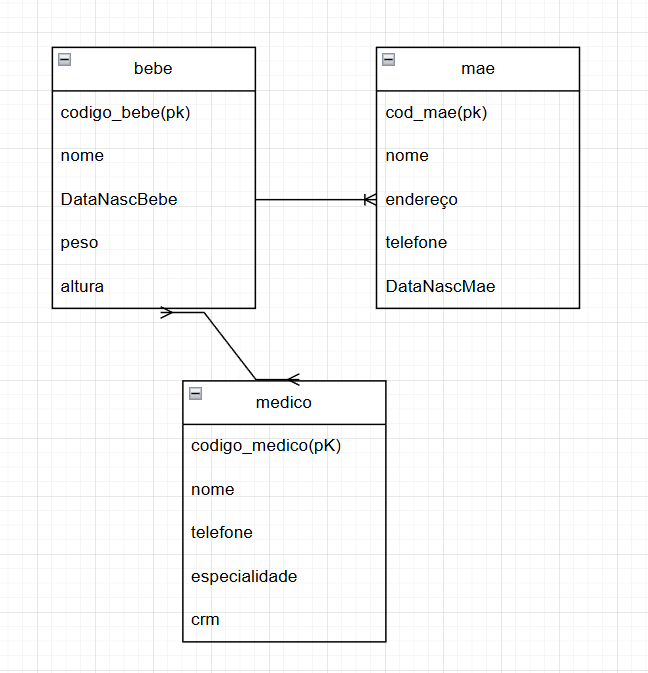 bebe
codigo_bebe(pk)
nome
DataNascBebe
peso
altura
mae
cod_mae(pk)
nome
endereço
telefone
DataNascMae
medico
codigo_medico(pK)
nome
telefone
especialidade
crm